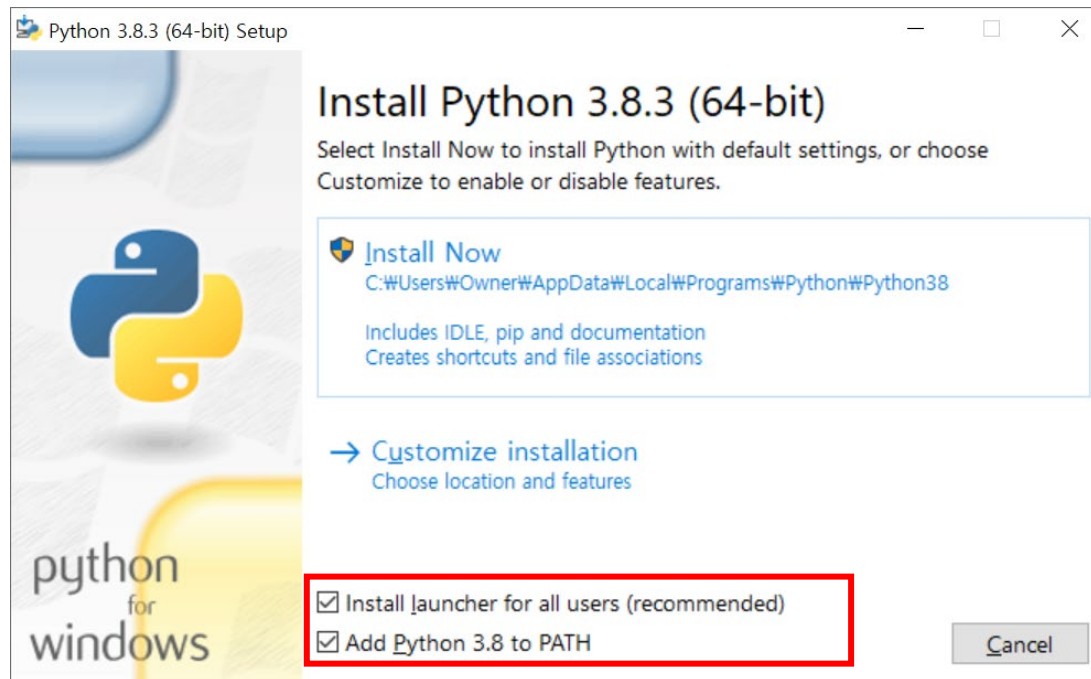 Python 3.8.3 (64-bit) Setup
Install Python 3.8.3 (64-bit)
Select Install Now to install Python with default settings, or choose
Customize to enable or disable features.
Install Now
C:₩Users₩Owner₩AppData₩Local₩Programs₩Python₩Python38
Includes IDLE, pip and documentation
Creates shortcuts and file associations
Customize installation
Choose location and features
python
for
windows
Install launcher for all users (recommended)
Add Python 3.8 to PATH
Cancel